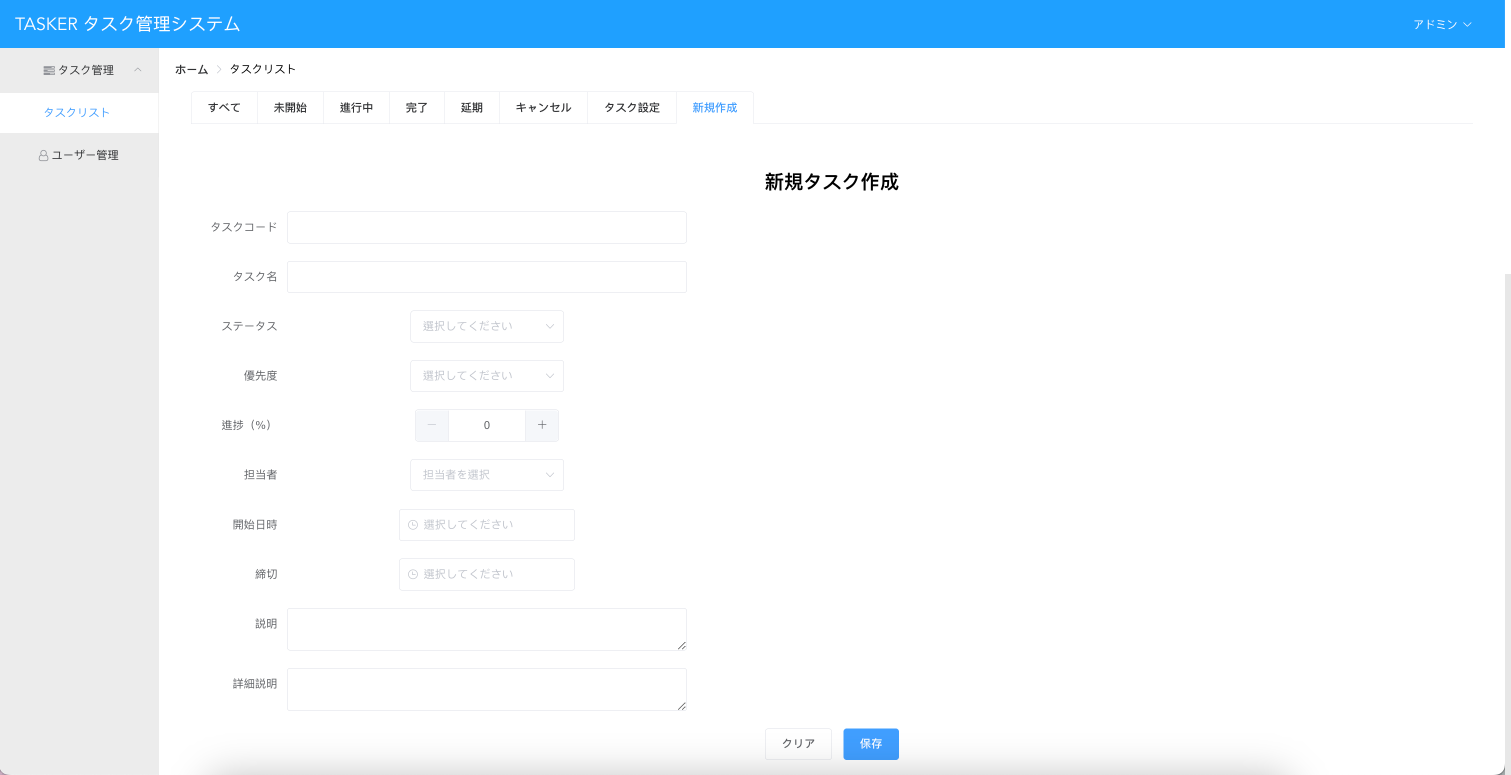 TASKER タスク管理システム
アドミン
タスク管理
タスクリスト
ユーザー管理
ホーム タスクリスト
すべて 未開始 進行中 完了 延期 キャンセル タスク設定 新規作成
新規タスク作成
タスクコード
タスク名
ステータス 選択してください
優先度 選択してください
進捗（%） 0
担当者 担当者を選択
開始日時 選択してください
締切 選択してください
説明
詳細説明
クリア 保存